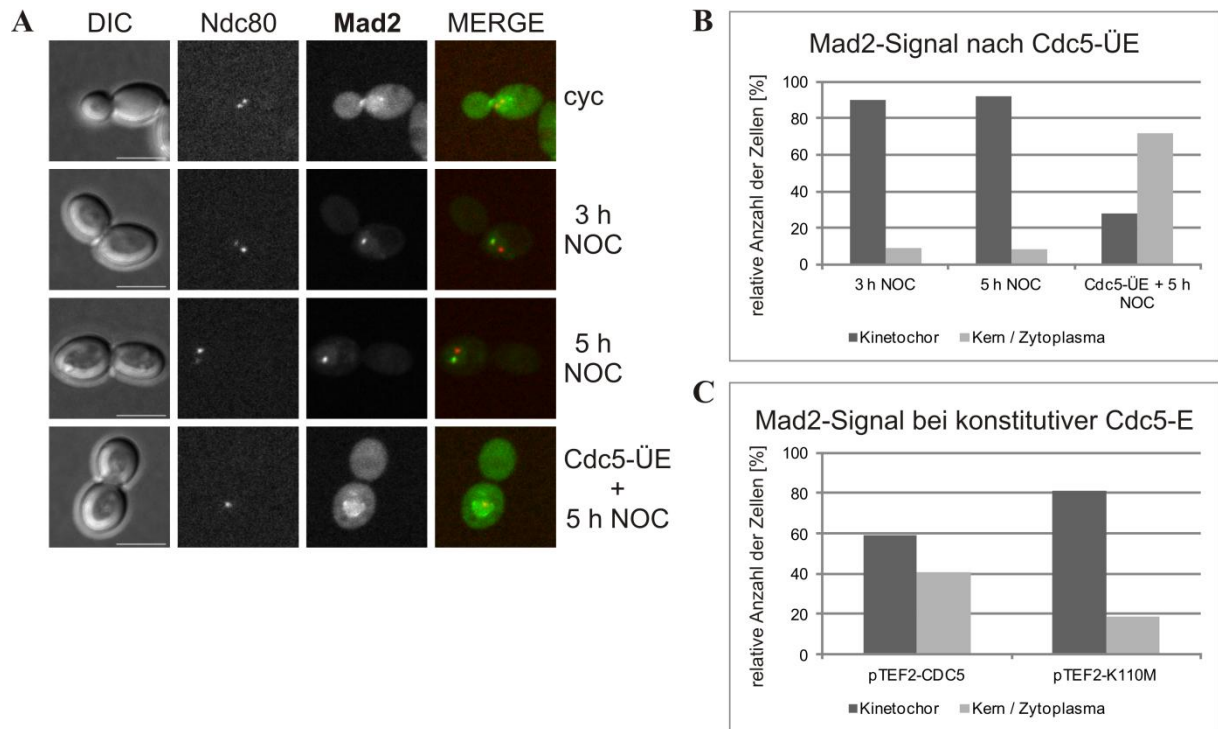 A
DIC Ndc80 Mad2 MERGE
cyc
3 h
NOC
5 h
NOC
Cdc5-ÜE
+
5 h NOC
B
Mad2-Signal nach Cdc5-ÜE
relative Anzahl der Zellen [%]
100
80
60
40
20
0
3 h NOC 5 h NOC Cdc5-ÜE + 5 h
NOC
Kinetochor Kern / Zytoplasma
C
Mad2-Signal bei konstitutiver Cdc5-E
relative Anzahl der Zellen [%]
100
80
60
40
20
0
pTEF2-CDC5 pTEF2-K110M
Kinetochor Kern / Zytoplasma